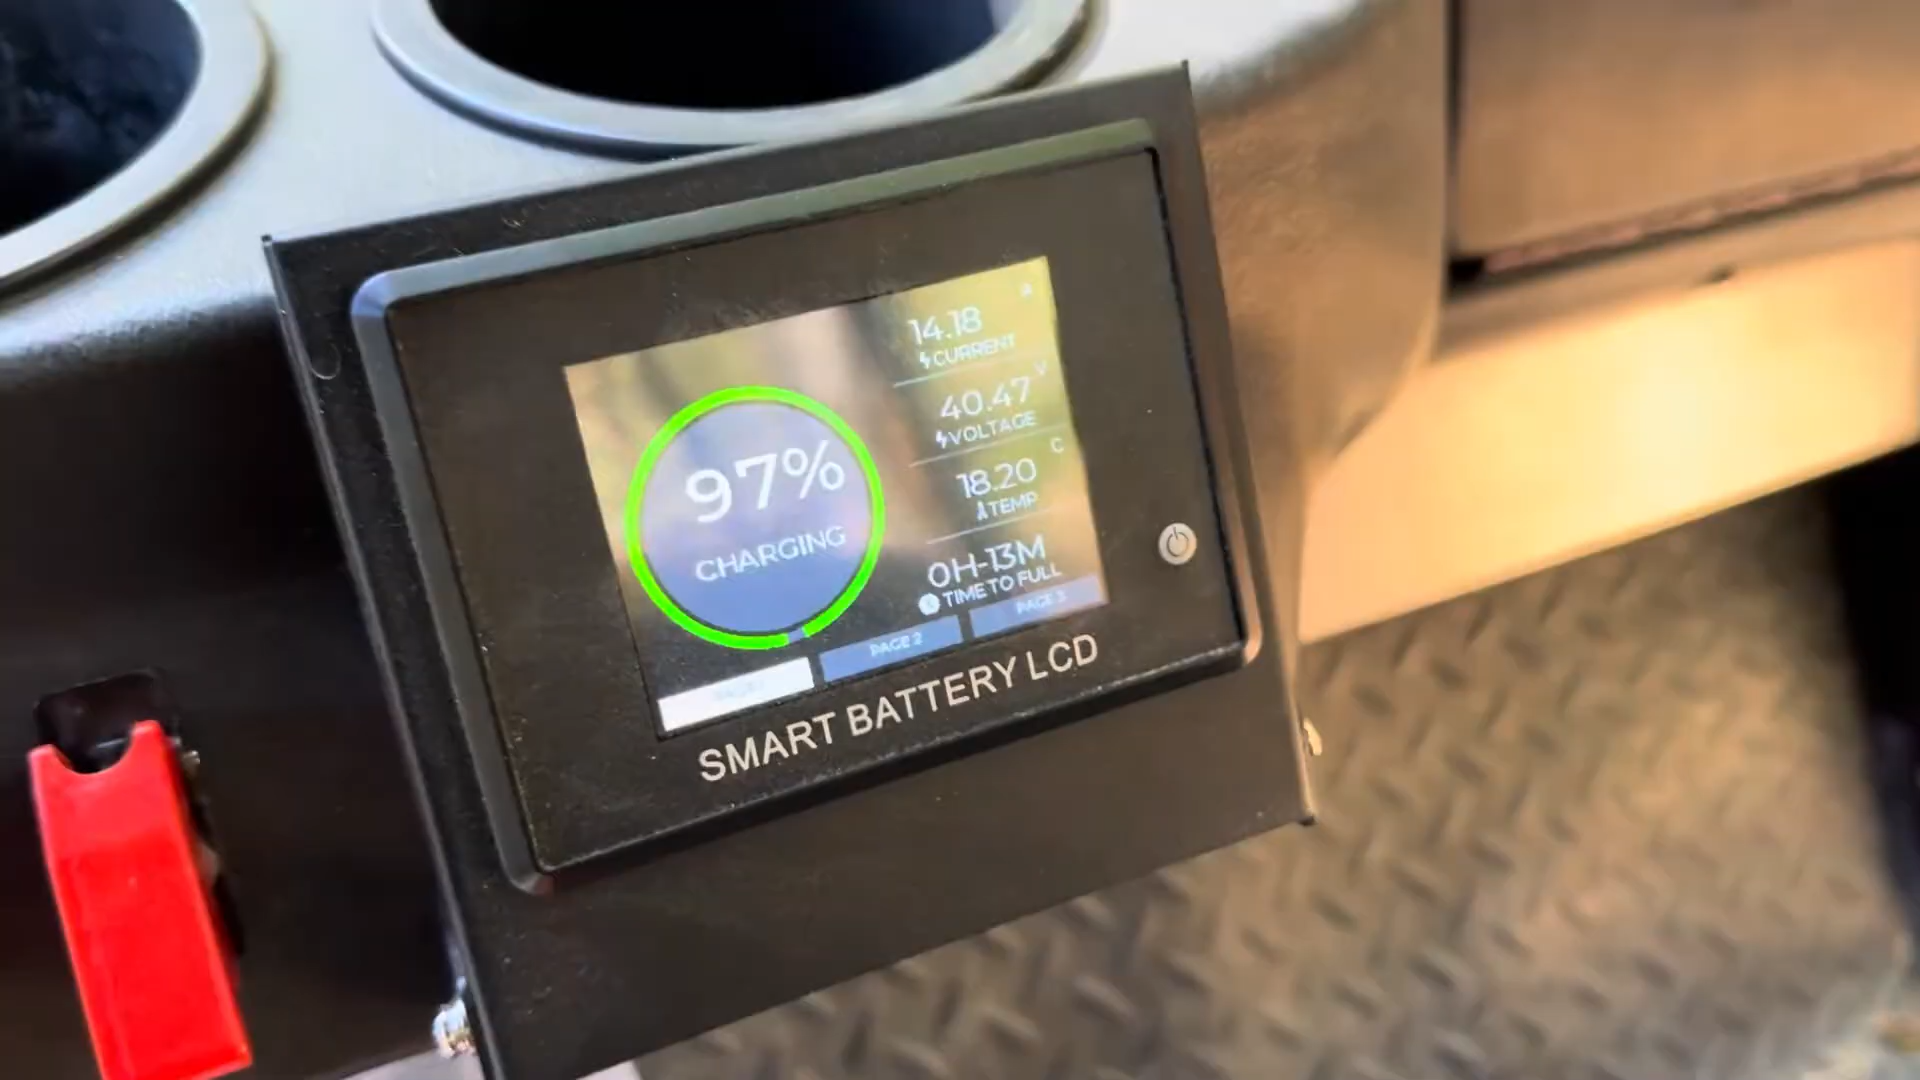 97%
CHARGING
14.18 A
CURRENT
40.47 V
VOLTAGE
18.20 C
TEMP
0H-13M
TIME TO FULL
PAGE 2
PAGE 3
SMART BATTERY LCD